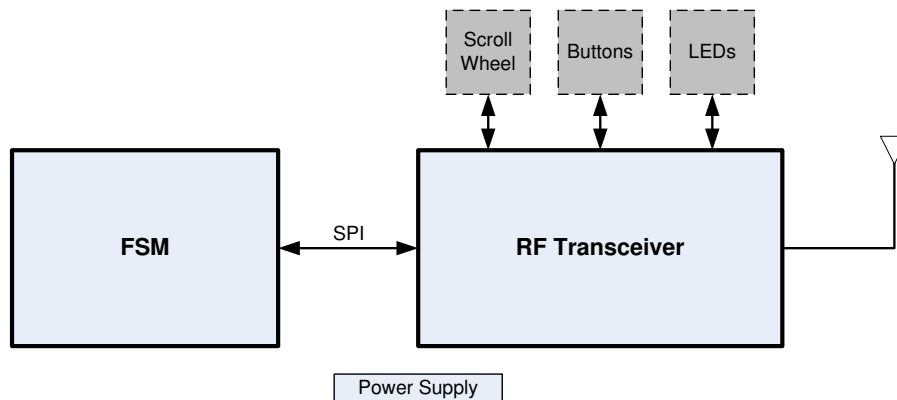 Scroll
Wheel
Buttons
LEDs
FSM
SPI
RF Transceiver
Power Supply